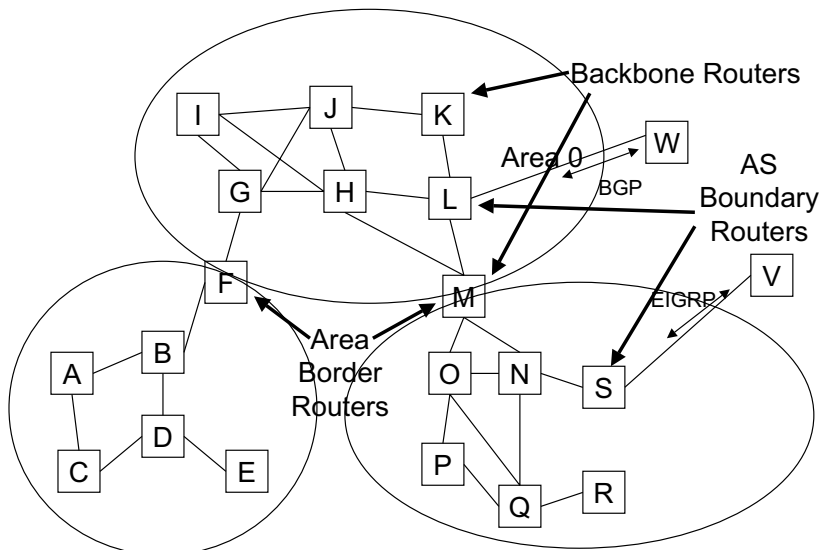 Backbone Routers
I
J
K
W
Area 0
BGP
AS
Boundary
Routers
G
H
L
F
M
V
EIGRP
Area
Border
Routers
A
B
O
N
S
C
D
E
P
Q
R